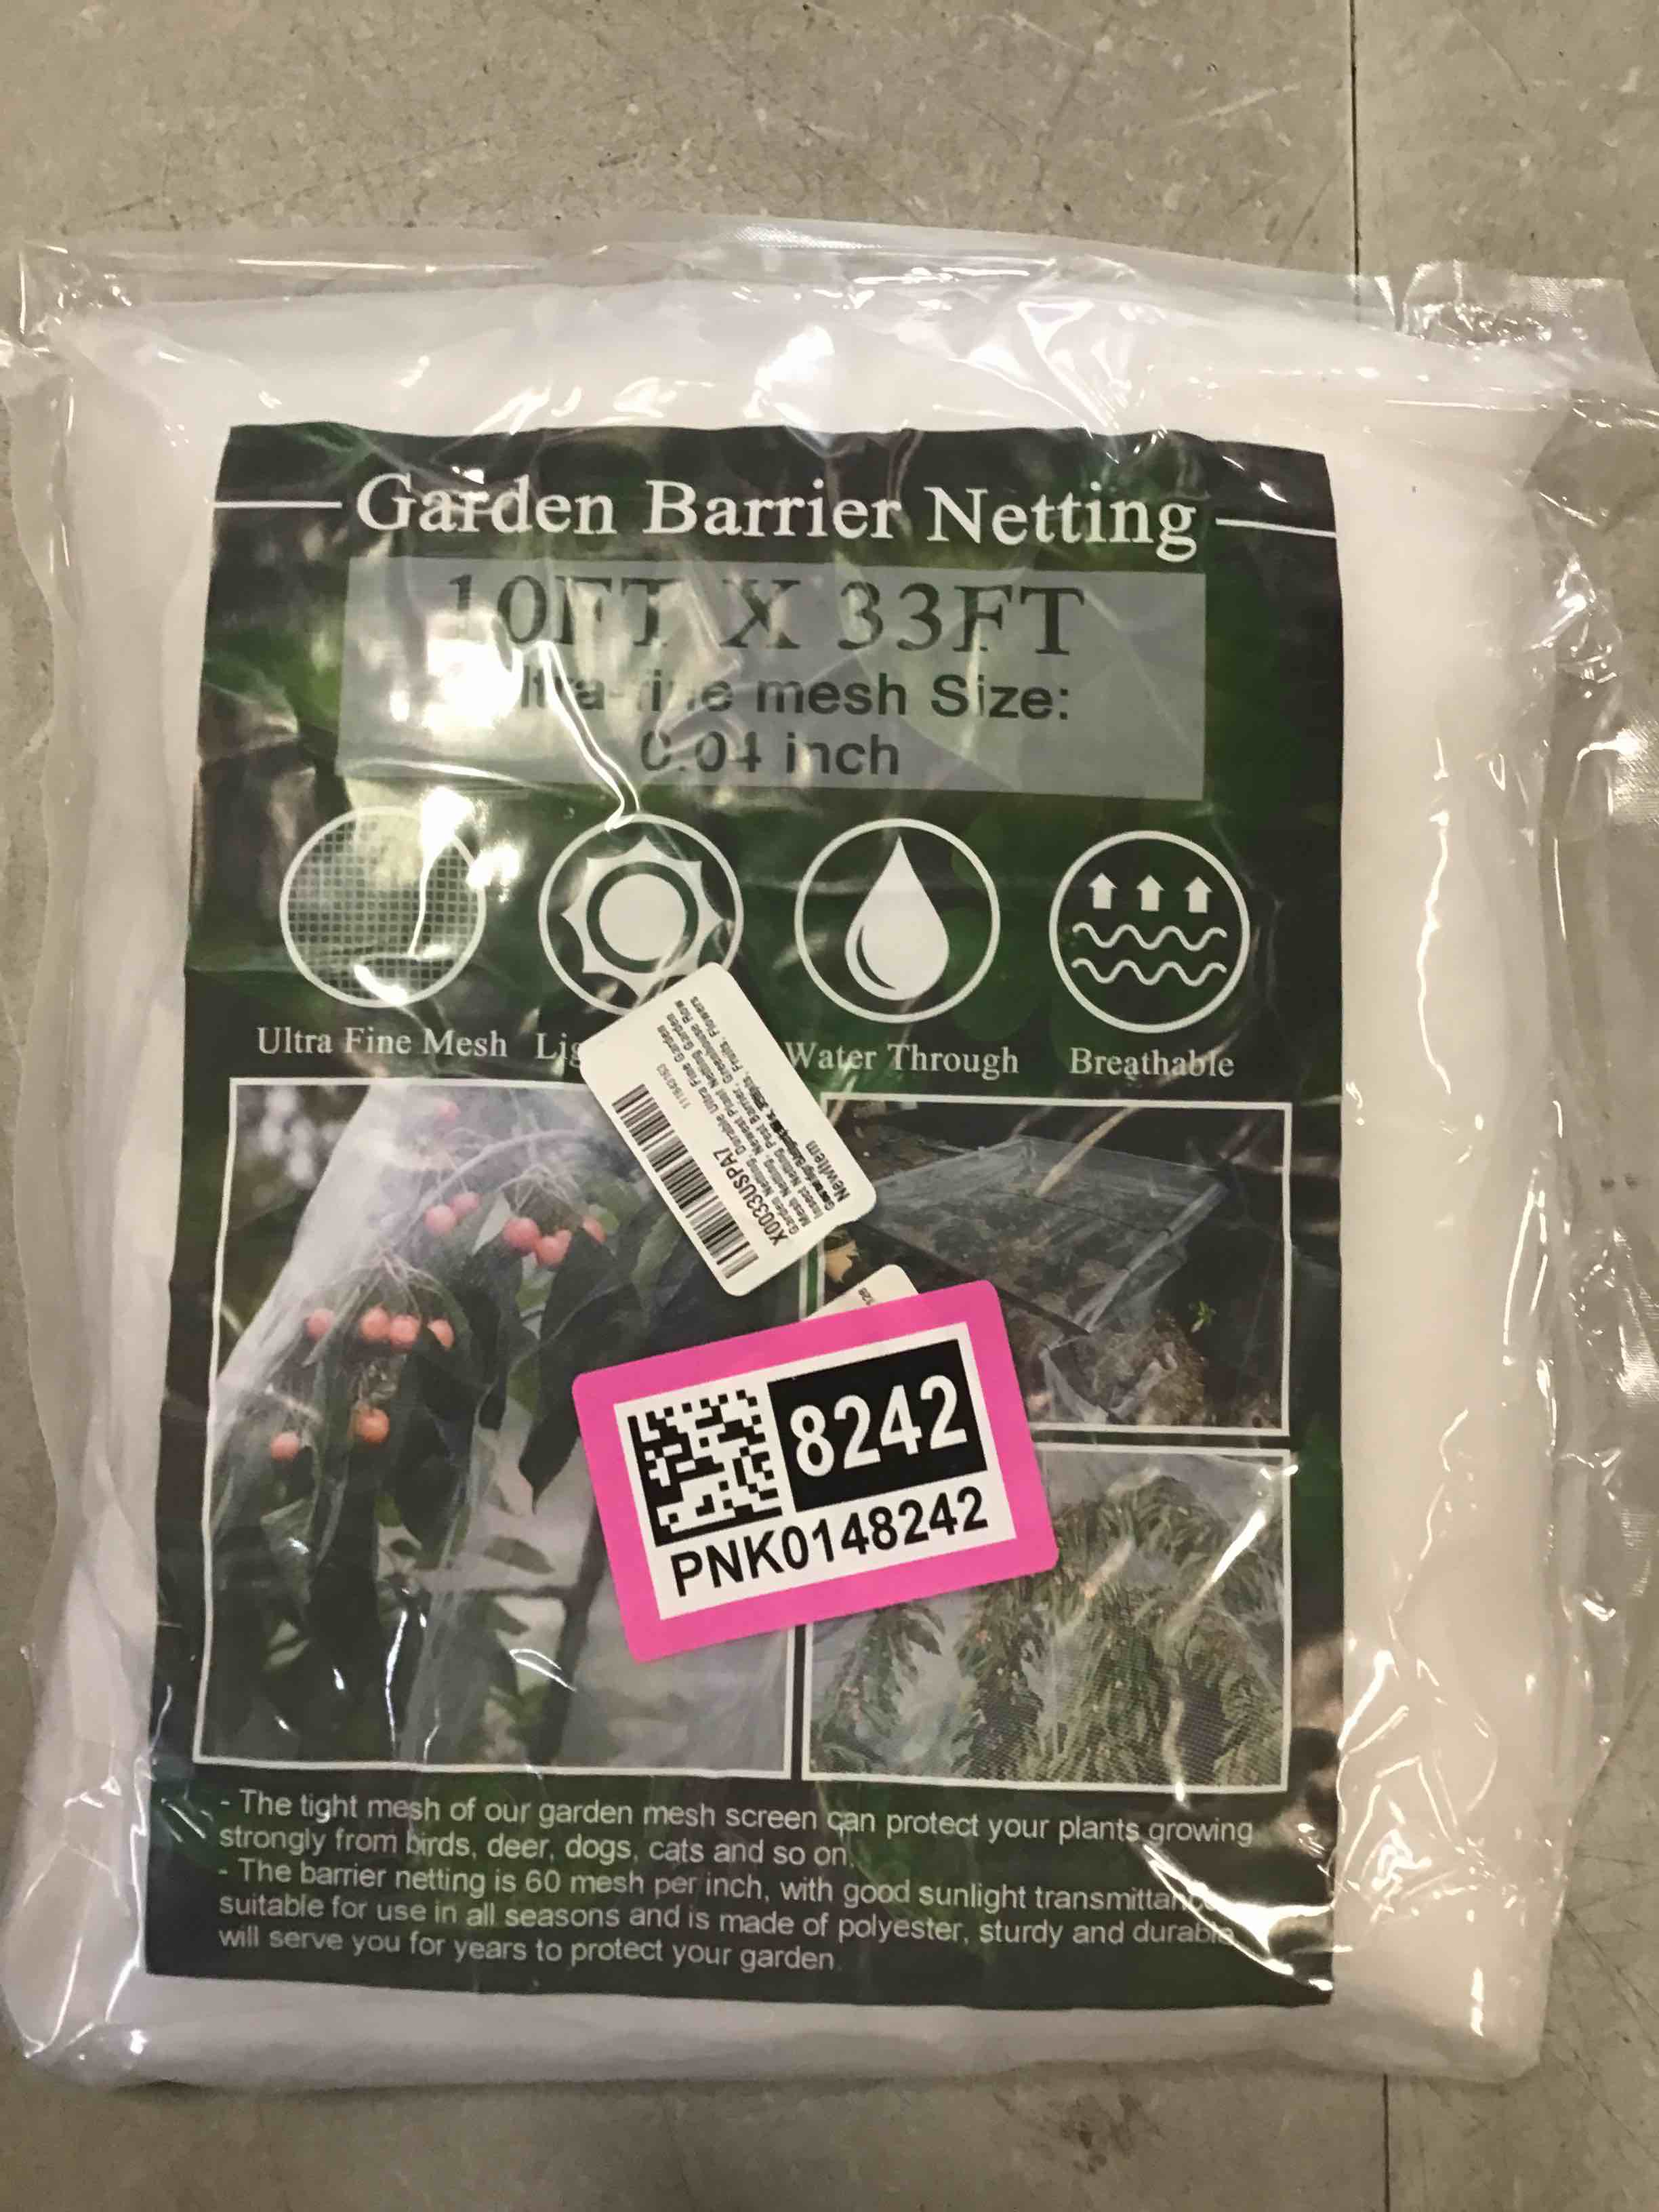 Garden Barrier Netting
10FT X 33FT
mesh Size:
0.04 inch
Ultra Fine Mesh
Water Through
Breathable
X0033USPA7
New Item
8242
PNK0148242
- The tight mesh of our garden mesh screen can protect your plants growing
strongly from birds, deer, dogs, cats and so on.
- The barrier netting is 60 mesh per inch, with good sunlight
suitable for use in all seasons and is made of polyester, sturdy and
will serve you for years to protect your garden.